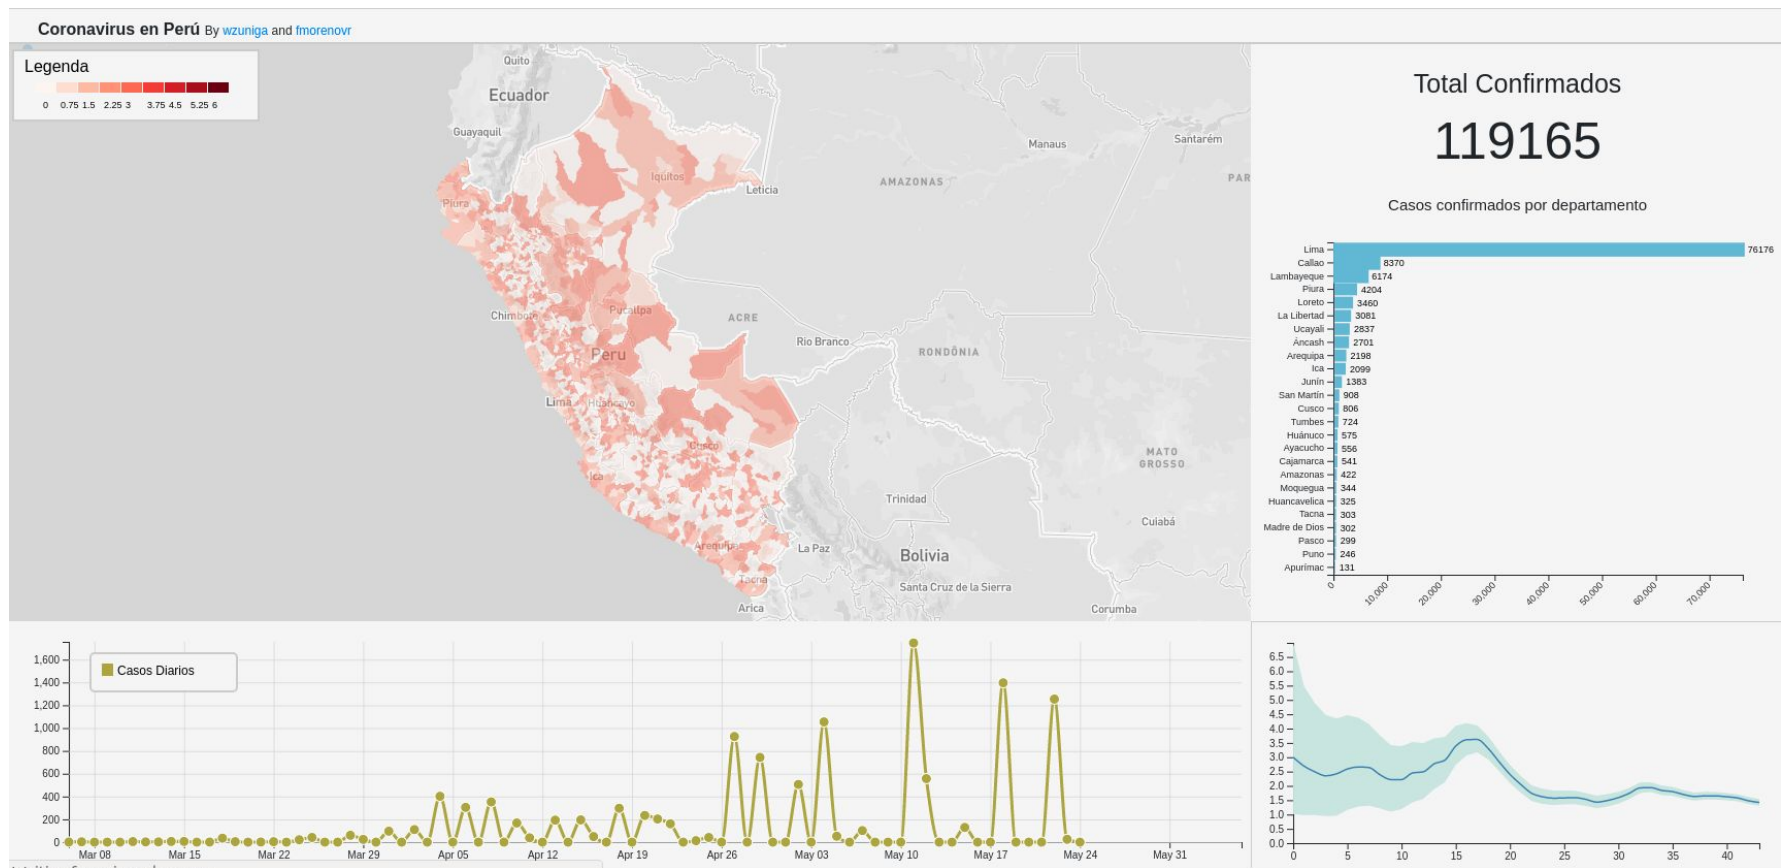 Coronavirus en Perú By wzuniga and fmorenovr
Legenda
0 0.75 1.5 2.25 3 3.75 4.5 5.25 6
Quito
Ecuador
Guayaquil
Manaus
Santarém
AMAZONAS
PAR
Iquitos
Leticia
Piura
Chimbote
Pucallpa
ACRE
Rio Branco
RONDÔNIA
Peru
Lima
Huancayo
Cusco
MATO
GROSSO
Ica
Trinidad
Cuiabá
Arequipa
La Paz
Bolivia
Tacna
Santa Cruz de la Sierra
Arica
Corumba
Total Confirmados
119165
Casos confirmados por departamento
Lima 76176
Callao 8370
Lambayeque 6174
Piura 4204
Loreto 3460
La Libertad 3081
Ucayali 2837
Áncash 2701
Arequipa 2198
Ica 2099
Junín 1383
San Martín 908
Cusco 806
Tumbes 724
Huánuco 575
Ayacucho 556
Cajamarca 541
Amazonas 422
Moquegua 344
Huancavelica 325
Tacna 303
Madre de Dios 302
Pasco 299
Puno 246
Apurímac 131
0 10,000 20,000 30,000 40,000 50,000 60,000 70,000
Casos Diarios
1,600
1,400
1,200
1,000
800
600
400
200
0
Mar 08 Mar 15 Mar 22 Mar 29 Apr 05 Apr 12 Apr 19 Apr 26 May 03 May 10 May 17 May 24 May 31
6.5
6.0
5.5
5.0
4.5
4.0
3.5
3.0
2.5
2.0
1.5
1.0
0.5
0.0
0 5 10 15 20 25 30 35 40